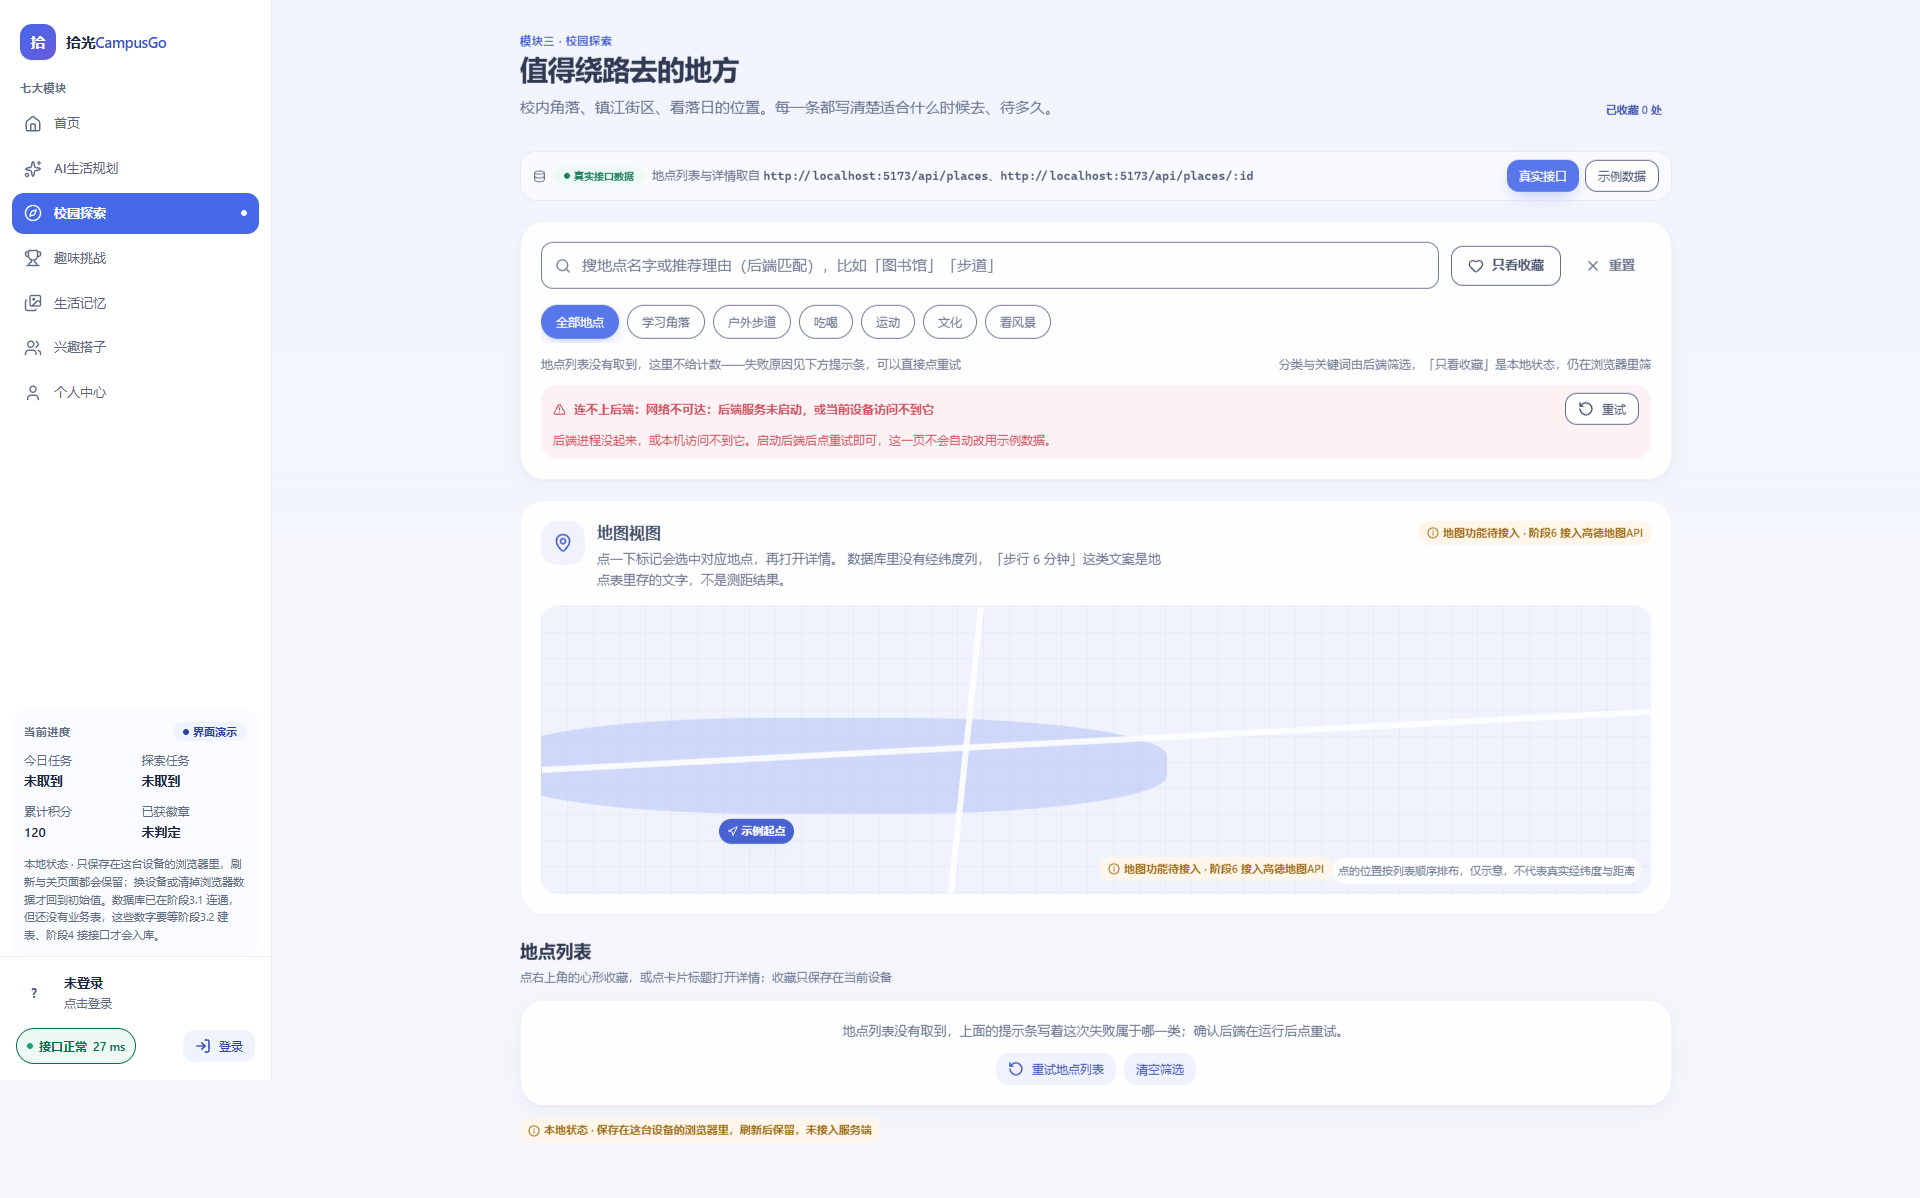 拾
拾光CampusGo
七大模块
首页
AI生活规划
校园探索
趣味挑战
生活记忆
兴趣搭子
个人中心
当前进度
界面演示
今日任务
未取到
探索任务
未取到
累计积分
120
已获徽章
未判定
本地状态 · 只保存在这台设备的浏览器里，刷
新与关页面都会保留；换设备或清掉浏览器数
据才回到初始值。数据库已在阶段3.1 连通，
但还没有业务表，这些数字要等阶段3.2 建
表、阶段4 接接口才会入库。
?
未登录
点击登录
接口正常 27 ms
登录
模块三 · 校园探索
值得绕路去的地方
校内角落、镇江街区、看落日的位置。每一条都写清楚适合什么时候去、待多久。
已收藏 0 处
真实接口数据
地点列表与详情取自 http://localhost:5173/api/places、http://localhost:5173/api/places/:id
真实接口
示例数据
搜地点名字或推荐理由（后端匹配），比如「图书馆」「步道」
只看收藏
重置
全部地点
学习角落
户外步道
吃喝
运动
文化
看风景
地点列表没有取到，这里不给计数——失败原因见下方提示条，可以直接点重试
分类与关键词由后端筛选，「只看收藏」是本地状态，仍在浏览器里筛
连不上后端：网络不可达：后端服务未启动，或当前设备访问不到它
重试
后端进程没起来，或本机访问不到它。启动后端后点重试即可，这一页不会自动改用示例数据。
地图视图
地图功能待接入 · 阶段6 接入高德地图API
点一下标记会选中对应地点，再打开详情。 数据库里没有经纬度列，「步行 6 分钟」这类文案是地
点表里存的文字，不是测距结果。
示例起点
地图功能待接入 · 阶段6 接入高德地图API
点的位置按列表顺序排布，仅示意，不代表真实经纬度与距离
地点列表
点右上角的心形收藏，或点卡片标题打开详情；收藏只保存在当前设备
地点列表没有取到，上面的提示条写着这次失败属于哪一类；确认后端在运行后点重试。
重试地点列表
清空筛选
本地状态 · 保存在这台设备的浏览器里，刷新后保留，未接入服务端